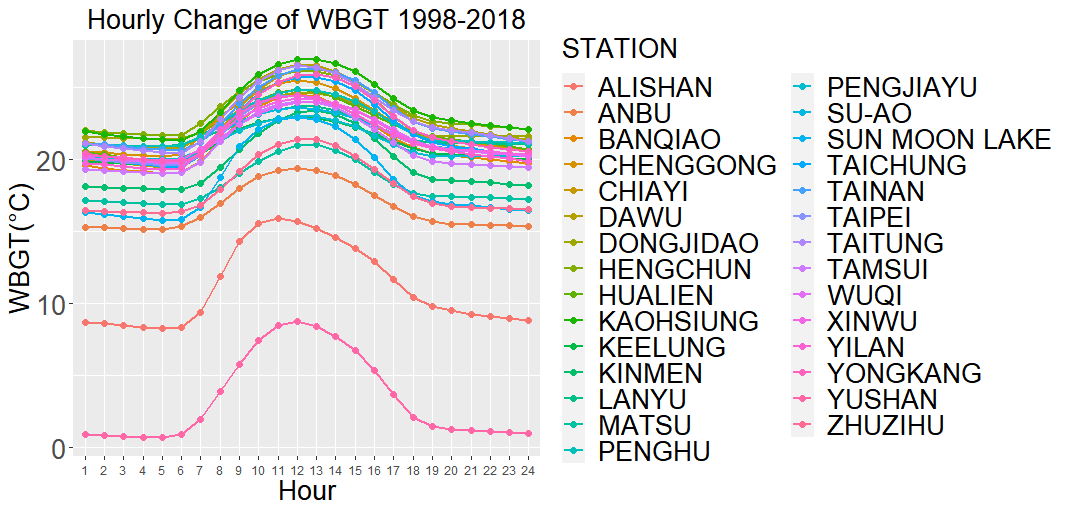 Hourly Change of WBGT 1998-2018
WBGT(°C)
20
10
0
1 2 3 4 5 6 7 8 9 10 11 12 13 14 15 16 17 18 19 20 21 22 23 24
Hour
STATION
ALISHAN
ANBU
BANQIAO
CHENGGONG
CHIAYI
DAWU
DONGJIDAO
HENGCHUN
HUALIEN
KAOHSIUNG
KEELUNG
KINMEN
LANYU
MATSU
PENGHU
PENGJIAYU
SU-AO
SUN MOON LAKE
TAICHUNG
TAINAN
TAIPEI
TAITUNG
TAMSUI
WUQI
XINWU
YILAN
YONGKANG
YUSHAN
ZHUZIHU